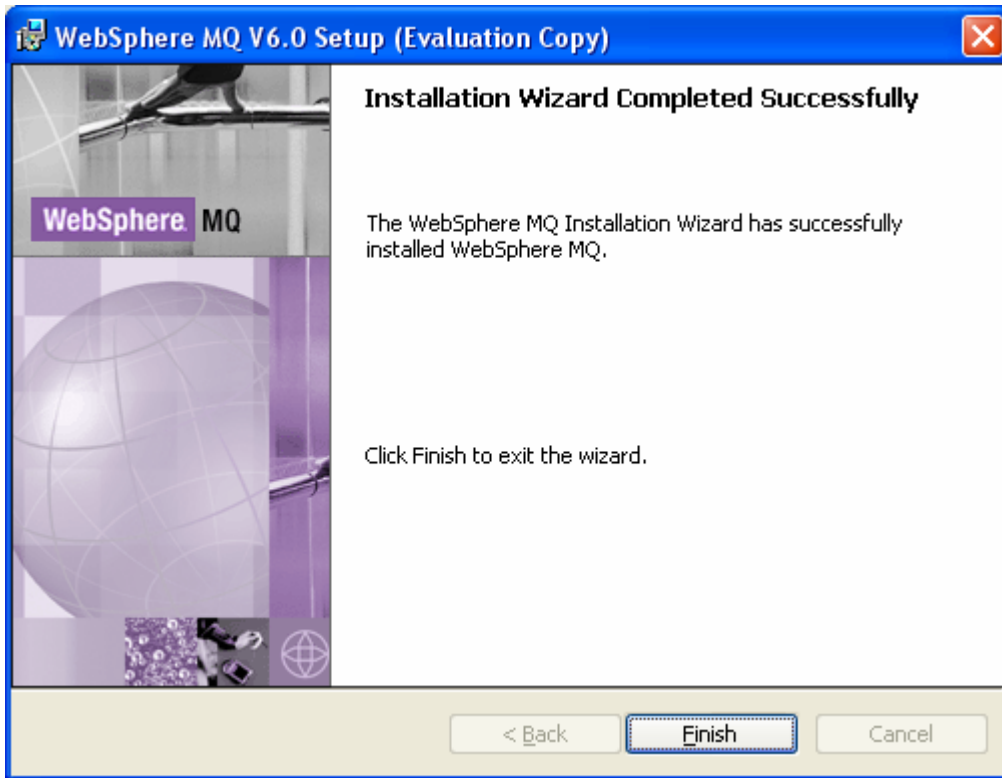 WebSphere MQ V6.0 Setup (Evaluation Copy)
Installation Wizard Completed Successfully
WebSphere MQ
The WebSphere MQ Installation Wizard has successfully
installed WebSphere MQ.
Click Finish to exit the wizard.
< Back
Finish
Cancel